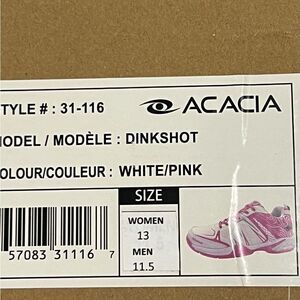 TYLE # : 31-116
ACACIA
MODEL / MODÈLE : DINKSHOT
OLOUR/COULEUR : WHITE/PINK
SIZE
WOMEN
13
MEN
11.5
57083 31116 7